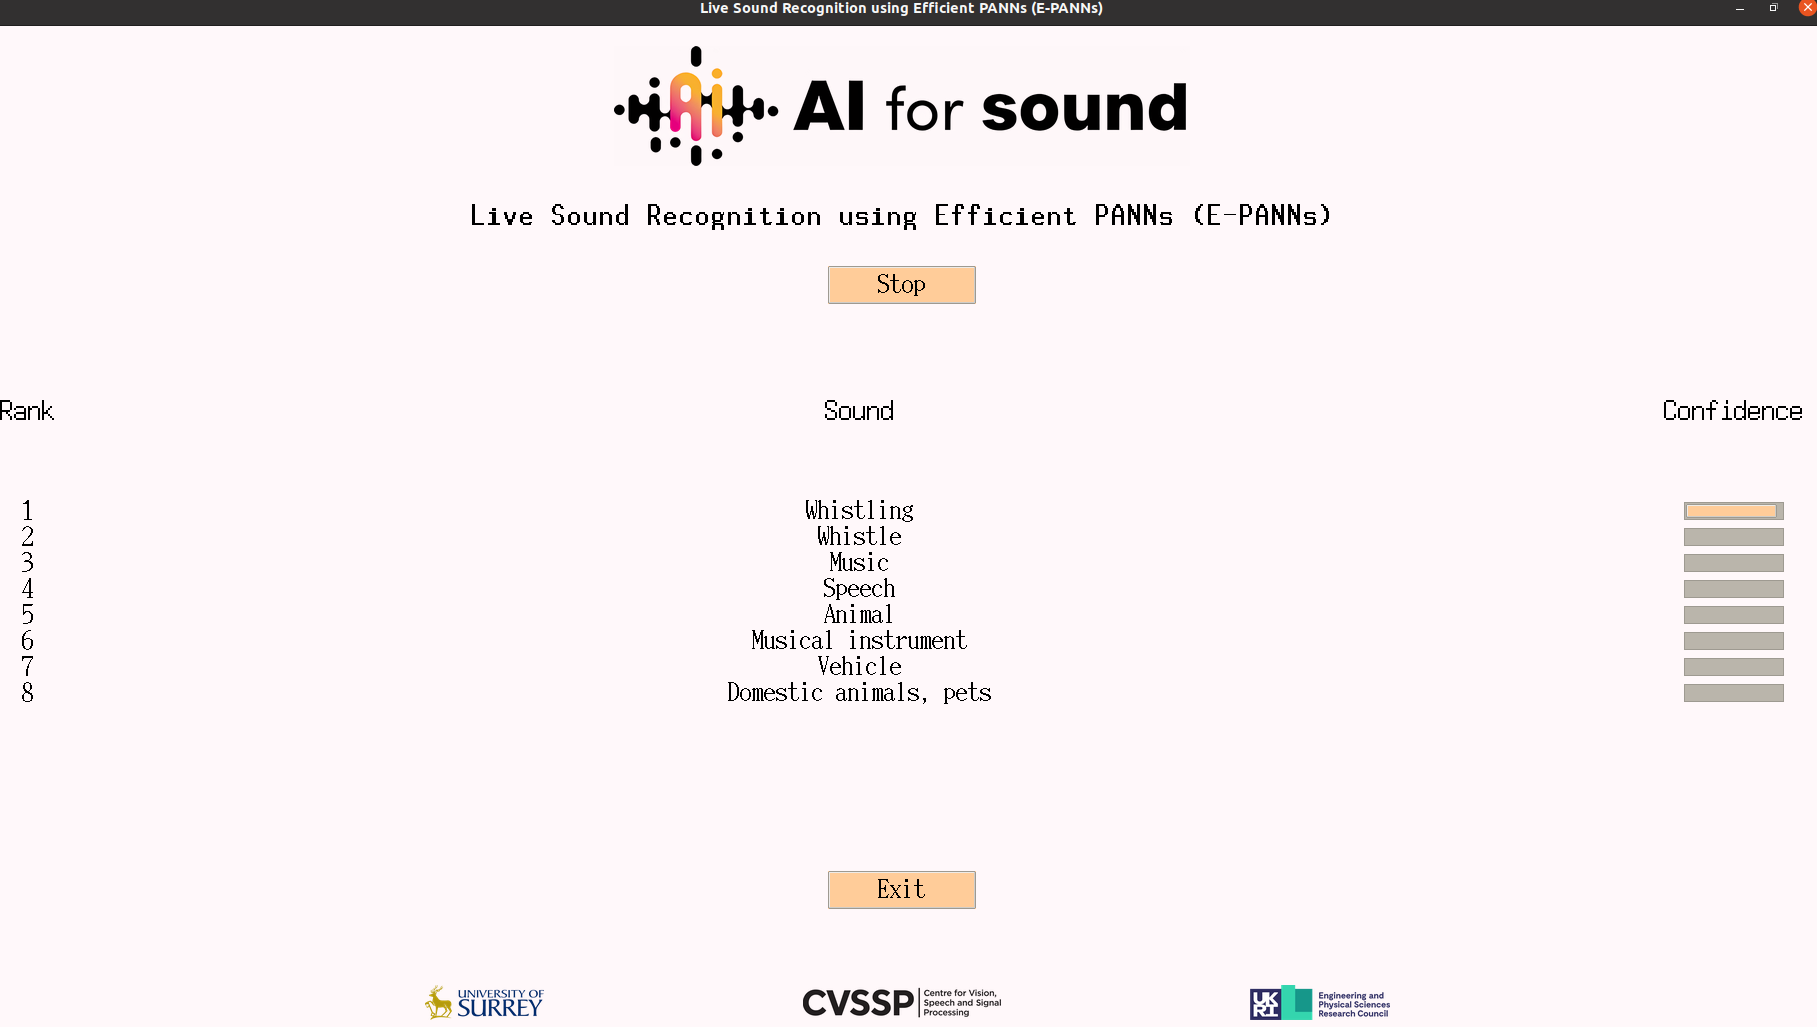 Live Sound Recognition using Efficient PANNs (E-PANNs)
Ai AI for sound
Live Sound Recognition using Efficient PANNs (E-PANNs)
Stop
Rank Sound Confidence
1 Whistling
2 Whistle
3 Music
4 Speech
5 Animal
6 Musical instrument
7 Vehicle
8 Domestic animals, pets
Exit
UNIVERSITY OF
SURREY
CVSSP
Centre for Vision,
Speech and Signal
Processing
UK
RI
Engineering and
Physical Sciences
Research Council